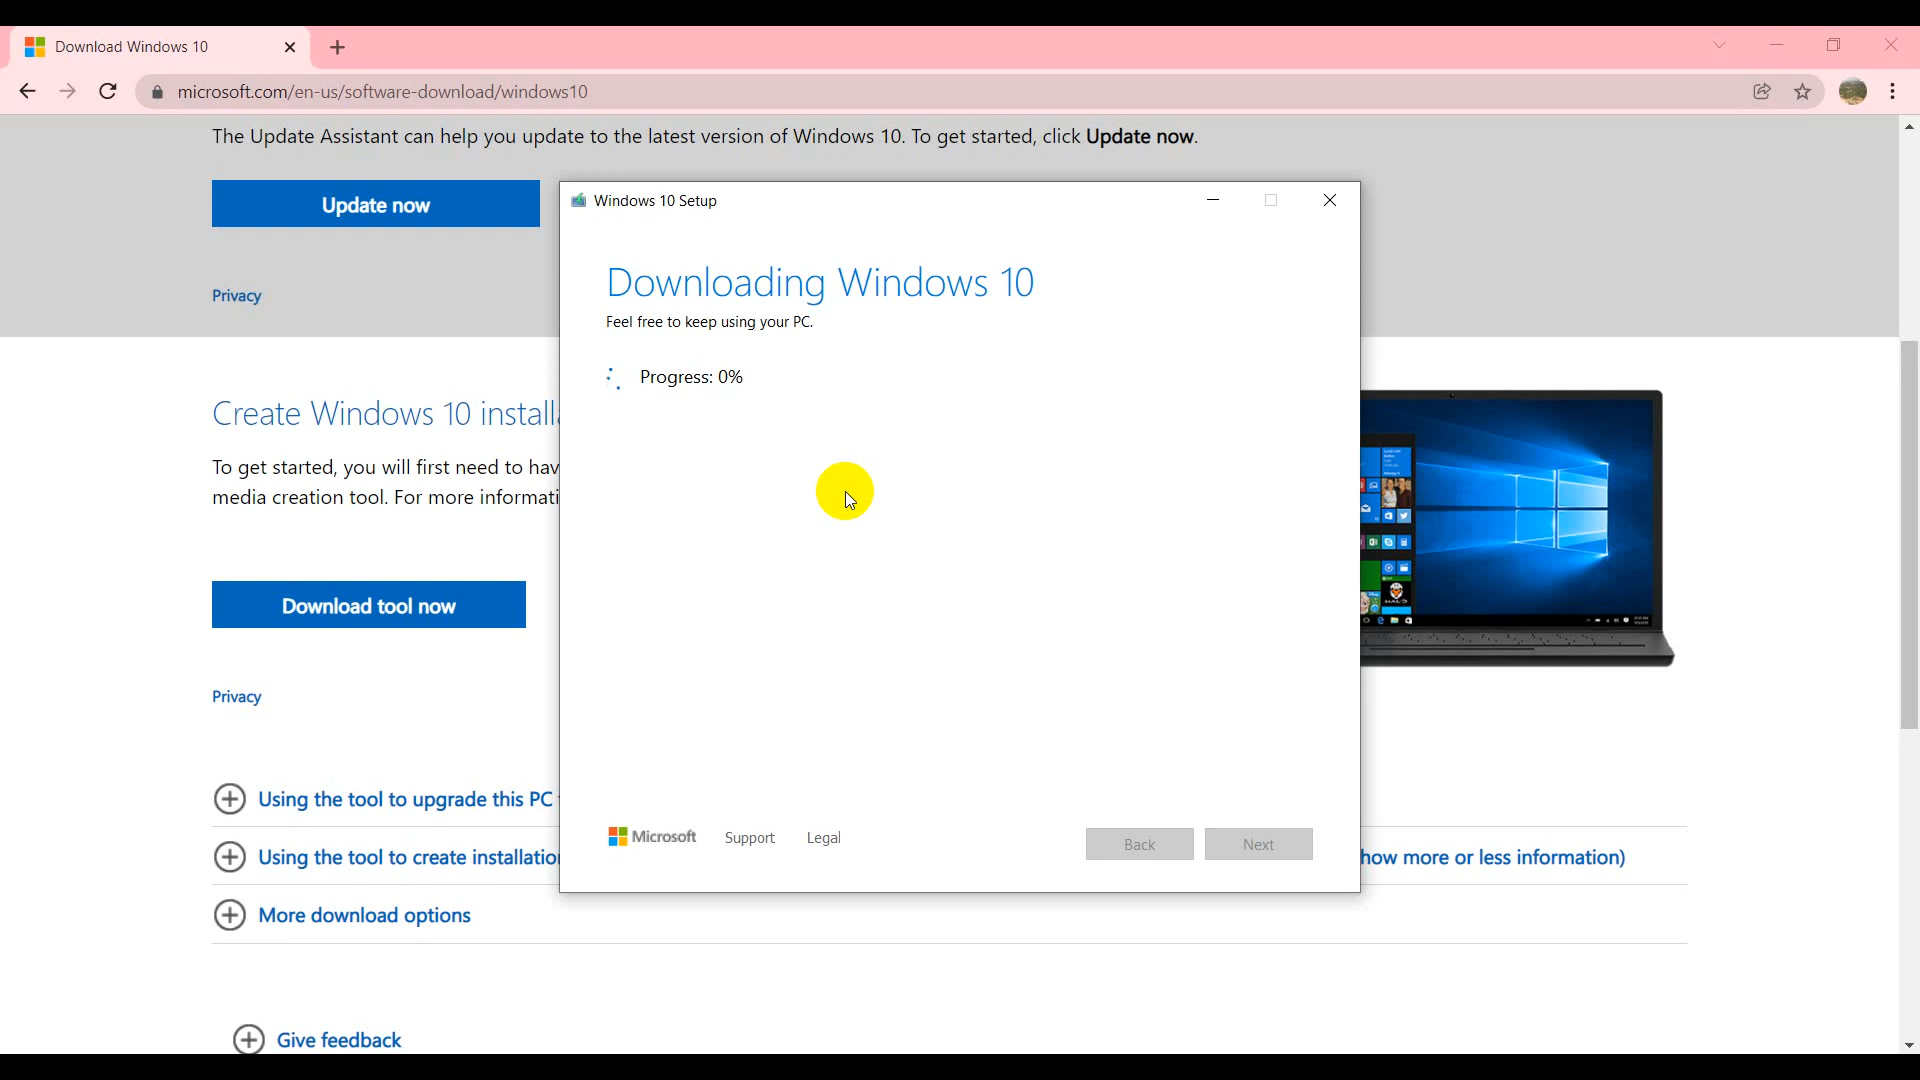 Download Windows 10
microsoft.com/en-us/software-download/windows10
The Update Assistant can help you update to the latest version of Windows 10. To get started, click Update now.
Update now
Privacy
Windows 10 Setup
Downloading Windows 10
Feel free to keep using your PC.
Progress: 0%
Microsoft
Support
Legal
Back
Next
Create Windows 10 install
To get started, you will first need to hav
media creation tool. For more informati
Download tool now
Privacy
Using the tool to upgrade this PC
Using the tool to create installation
how more or less information)
More download options
Give feedback